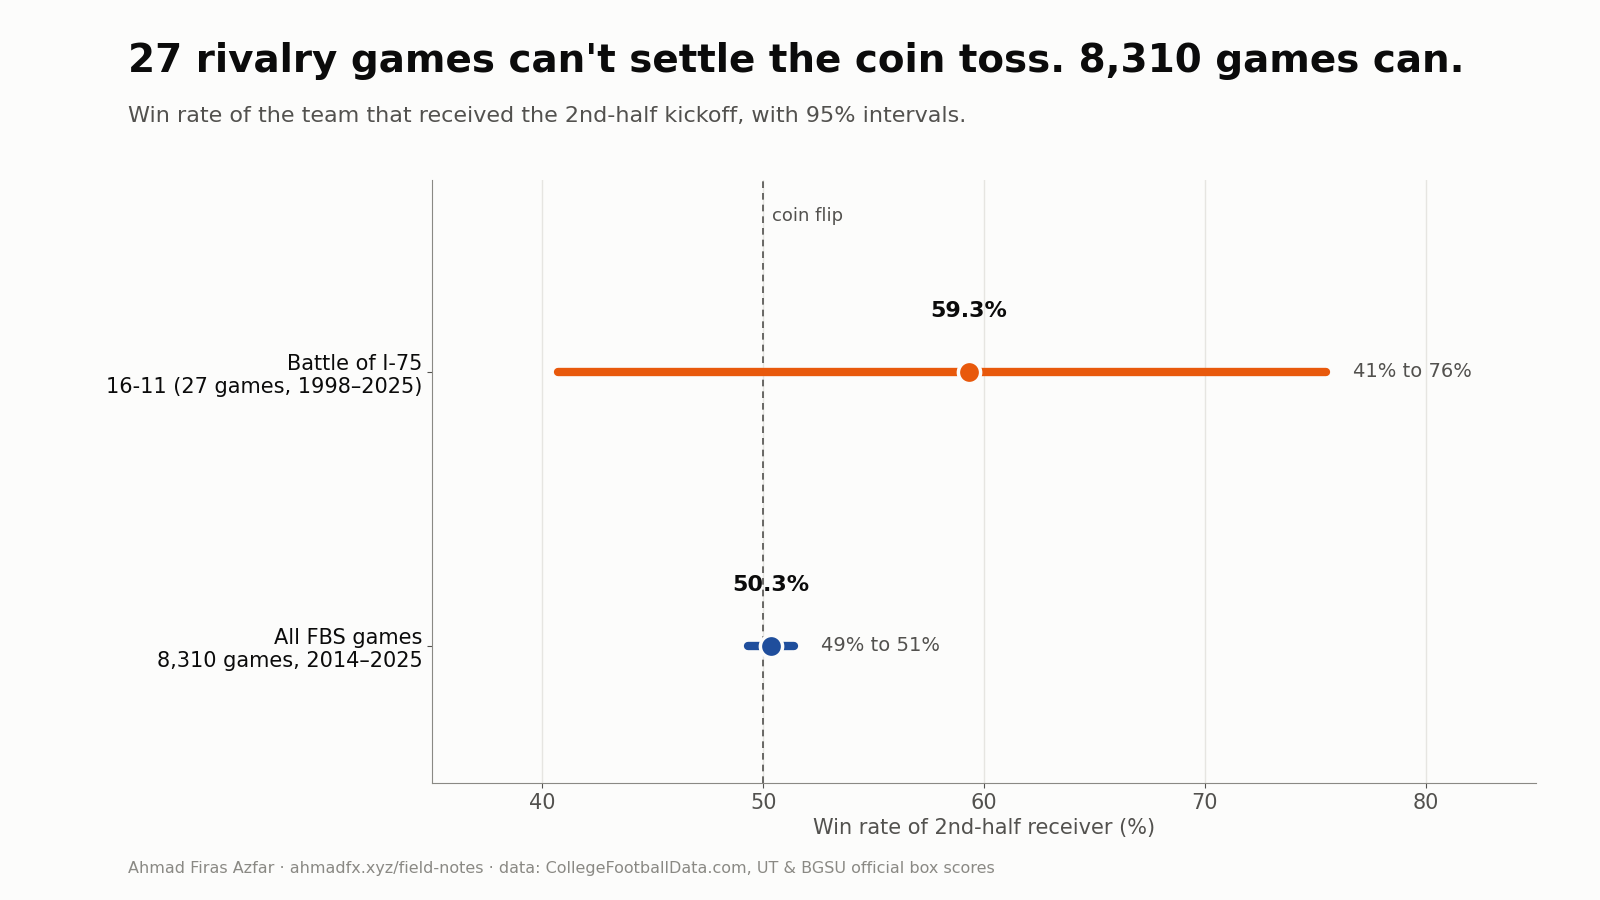 27 rivalry games can't settle the coin toss. 8,310 games can.
Win rate of the team that received the 2nd-half kickoff, with 95% intervals.
coin flip
59.3%
Battle of I-75
16-11 (27 games, 1998–2025)
41% to 76%
50.3%
All FBS games
8,310 games, 2014–2025
49% to 51%
40 50 60 70 80
Win rate of 2nd-half receiver (%)
Ahmad Firas Azfar · ahmadfx.xyz/field-notes · data: CollegeFootballData.com, UT & BGSU official box scores